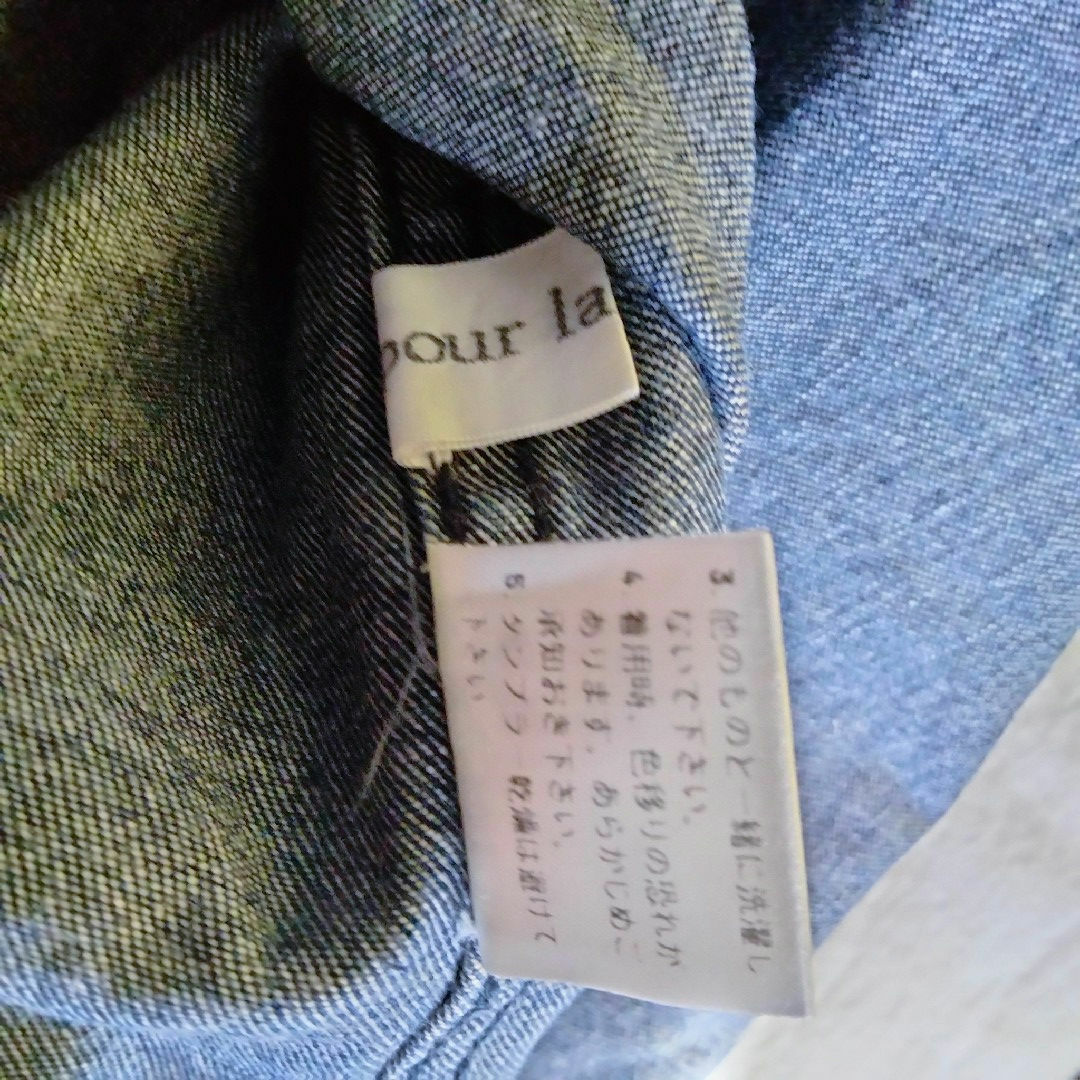 pour la
3. 他のものと一緒に洗濯し
ないで下さい。
4. 着用時、色移りの恐れが
あります。あらかじめご
承知おき下さい。
5. タンブラー乾燥は避けて
下さい